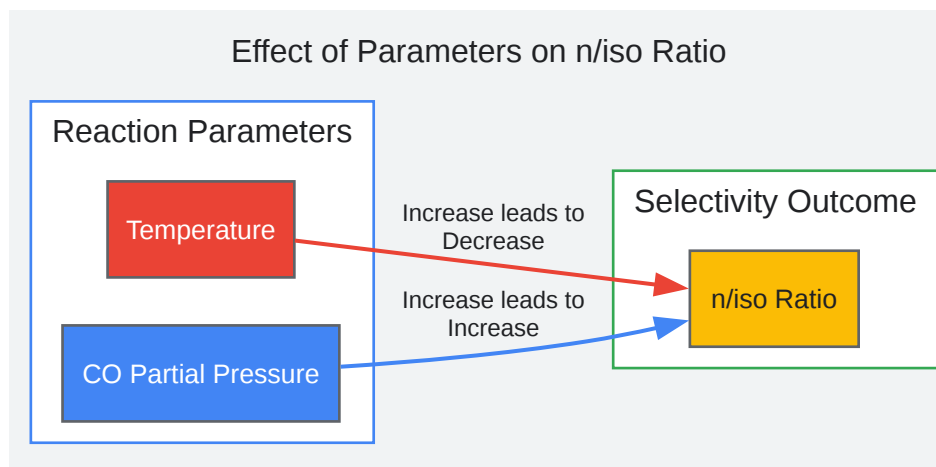 Effect of Parameters on n/iso Ratio
Reaction Parameters
Temperature
CO Partial Pressure
Increase leads to
Decrease
Increase leads to
Increase
Selectivity Outcome
n/iso Ratio